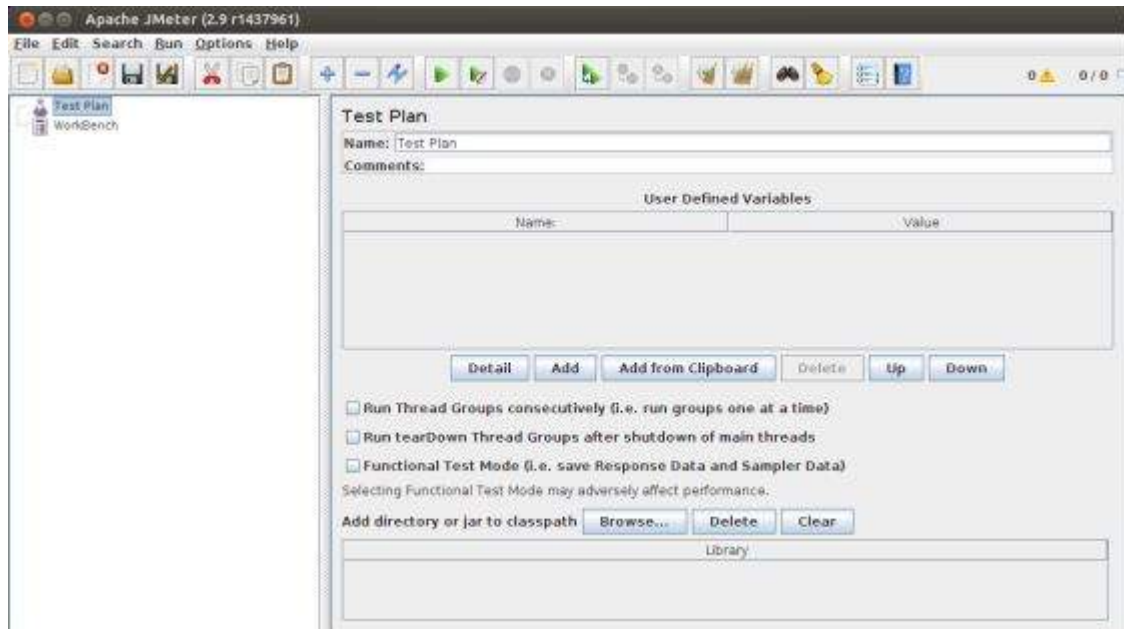 Apache JMeter (2.9 r1437961)
File Edit Search Run Options Help
0 0 / 0
Test Plan
WorkBench
Test Plan
Name: Test Plan
Comments:
User Defined Variables
Name: Value
Detail Add Add from Clipboard Delete Up Down
Run Thread Groups consecutively (i.e. run groups one at a time)
Run tearDown Thread Groups after shutdown of main threads
Functional Test Mode (i.e. save Response Data and Sampler Data)
Selecting Functional Test Mode may adversely affect performance.
Add directory or jar to classpath Browse... Delete Clear
Library